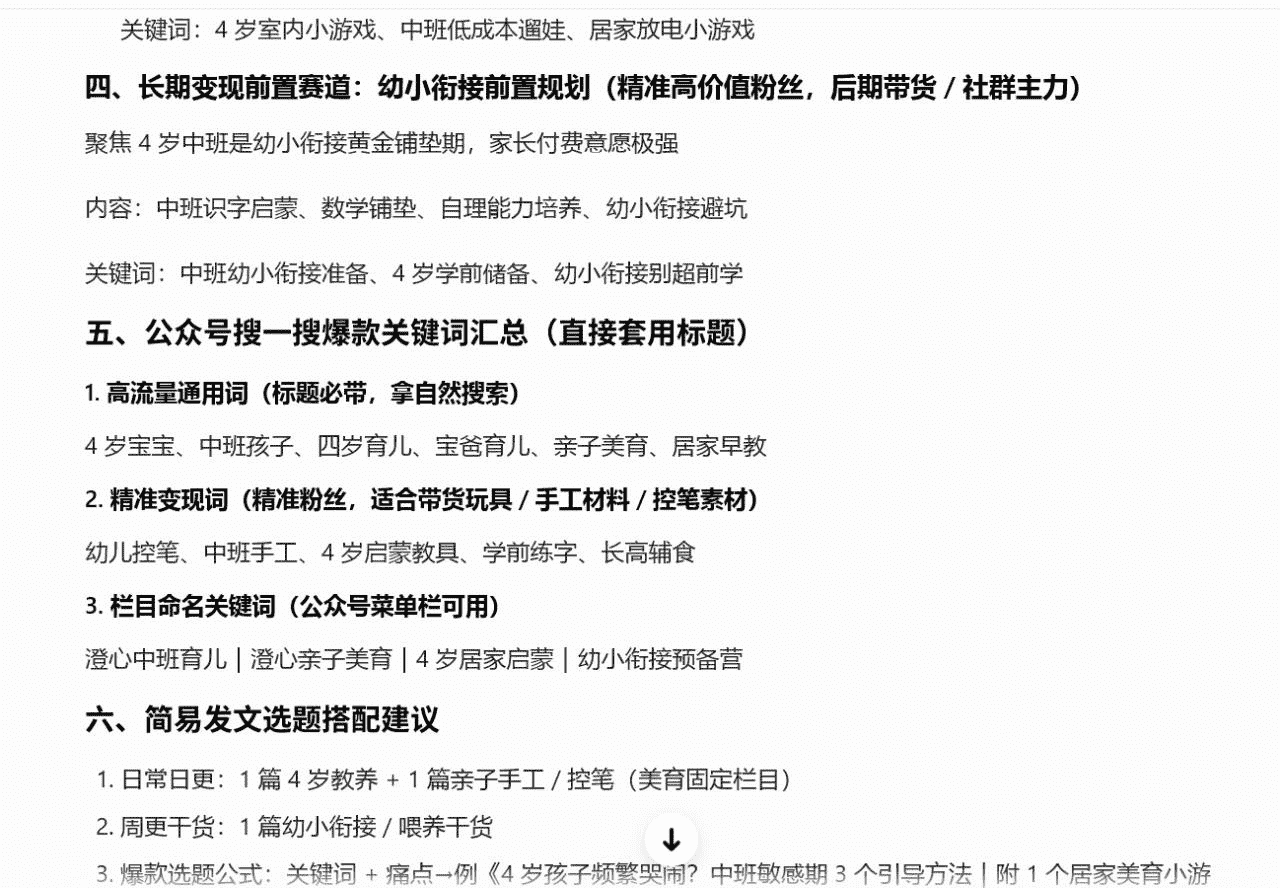 关键词：4 岁室内小游戏、中班低成本遛娃、居家放电小游戏
四、长期变现前置赛道：幼小衔接前置规划（精准高价值粉丝，后期带货 / 社群主力）
聚焦 4 岁中班是幼小衔接黄金铺垫期，家长付费意愿极强
内容：中班识字启蒙、数学铺垫、自理能力培养、幼小衔接避坑
关键词：中班幼小衔接准备、4 岁学前储备、幼小衔接别超前学
五、公众号搜一搜爆款关键词汇总（直接套用标题）
1. 高流量通用词（标题必带，拿自然搜索）
4 岁宝宝、中班孩子、四岁育儿、宝爸育儿、亲子美育、居家早教
2. 精准变现词（精准粉丝，适合带货玩具 / 手工材料 / 控笔素材）
幼儿控笔、中班手工、4 岁启蒙教具、学前练字、长高辅食
3. 栏目命名关键词（公众号菜单栏可用）
澄心中班育儿 | 澄心亲子美育 | 4 岁居家启蒙 | 幼小衔接预备营
六、简易发文选题搭配建议
1. 日常日更：1 篇 4 岁教养 + 1 篇亲子手工 / 控笔（美育固定栏目）
2. 周更干货：1 篇幼小衔接 / 喂养干货
3. 爆款选题公式：关键词 + 痛点→例《4 岁孩子频繁哭闹？中班敏感期 3 个引导方法 | 附 1 个居家美育小游